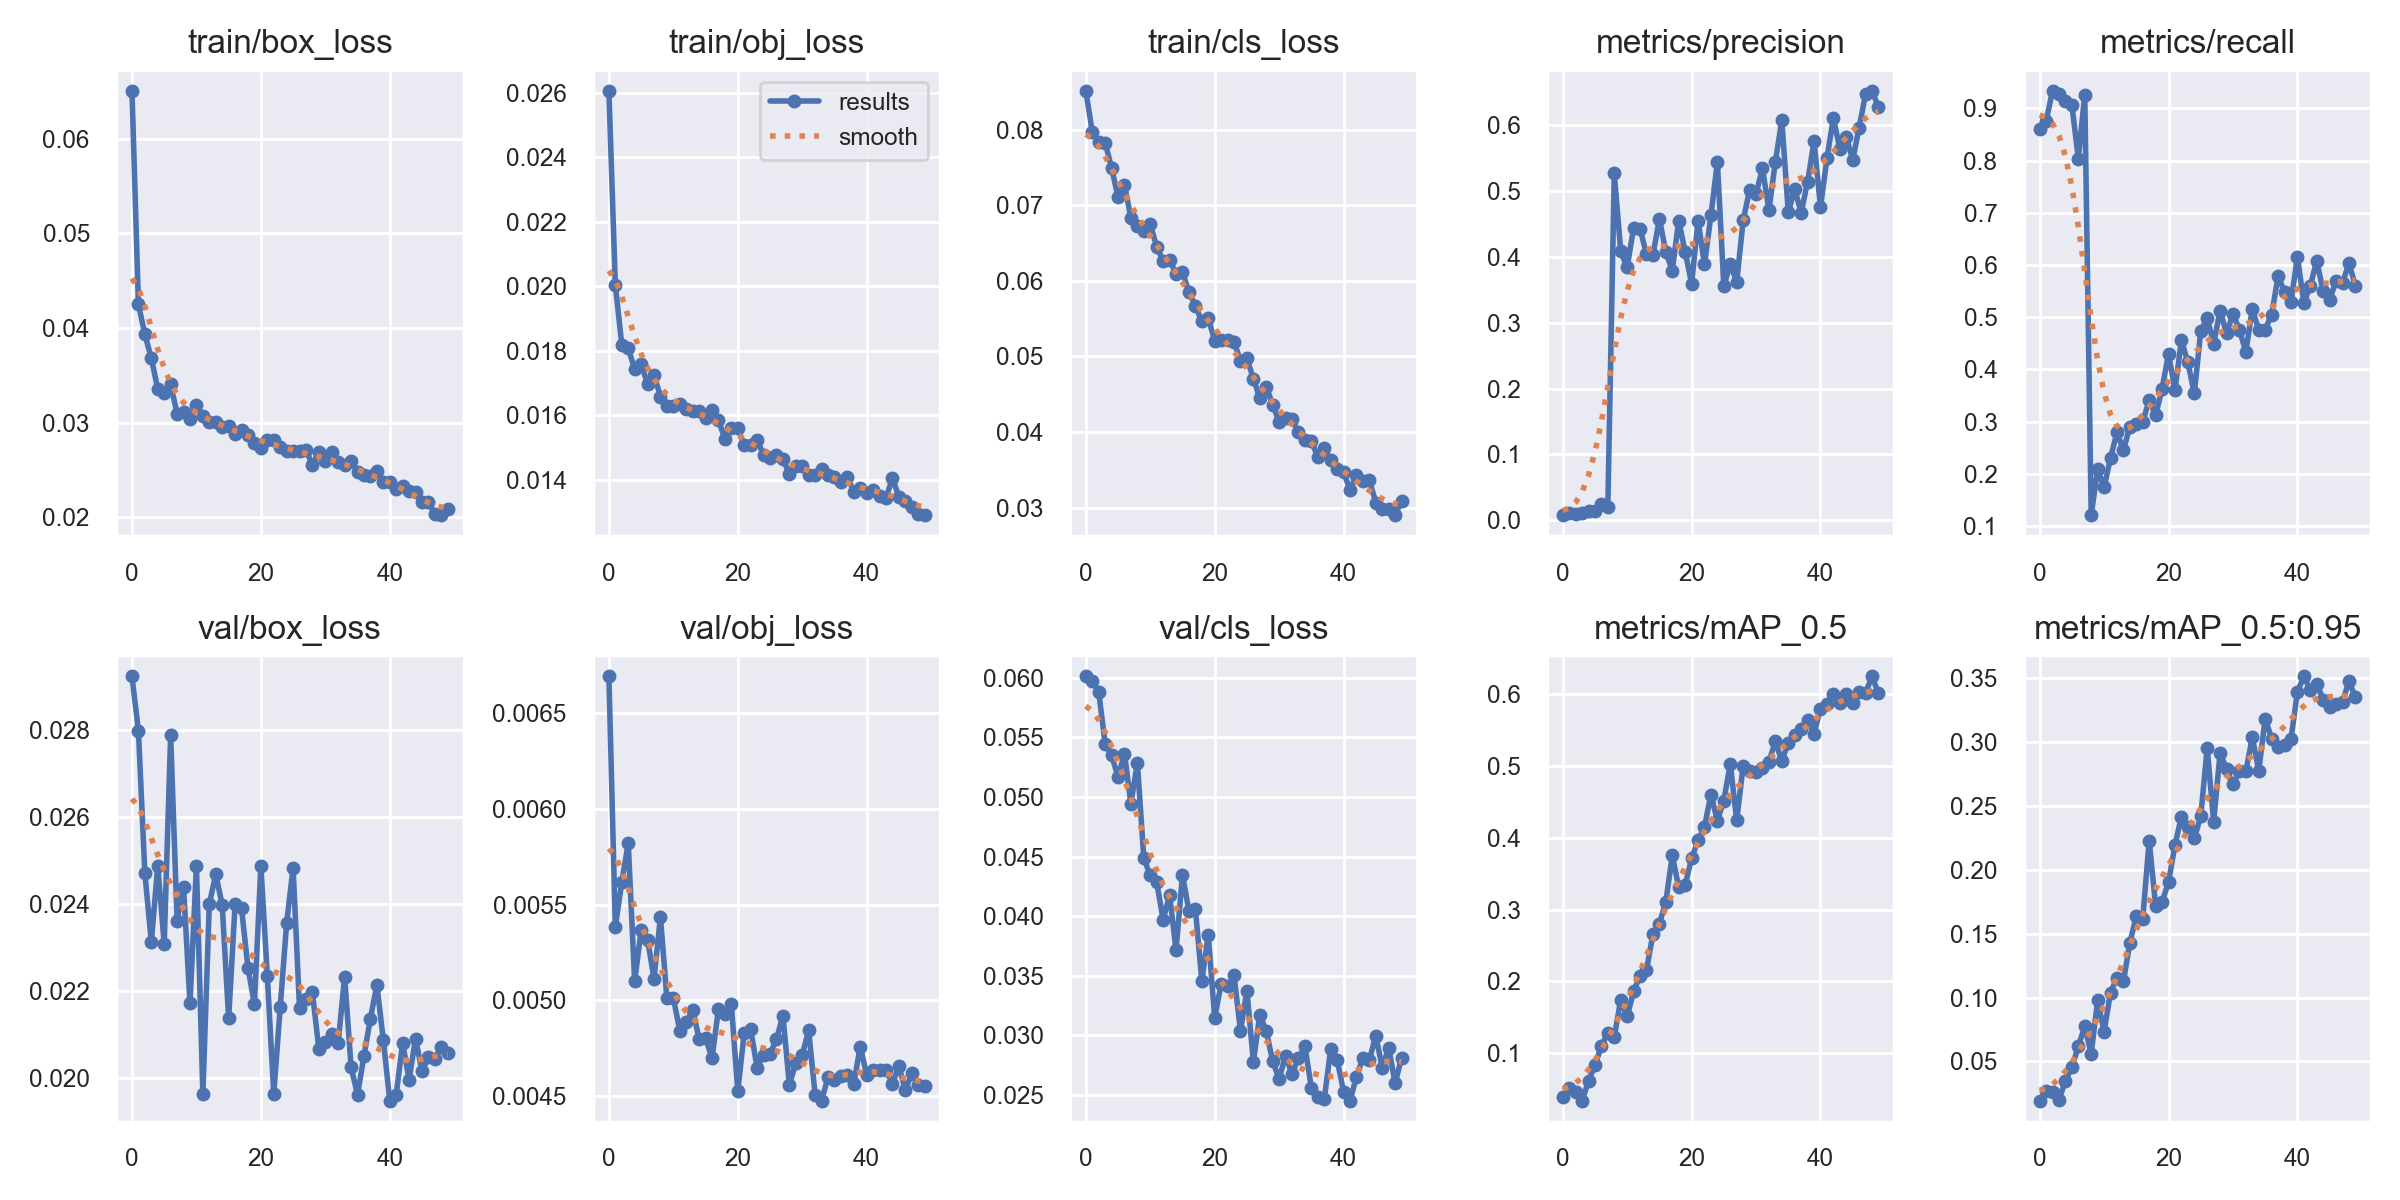 train/box_loss
0.06
0.05
0.04
0.03
0.02
0 20 40
train/obj_loss
results
smooth
0.026
0.024
0.022
0.020
0.018
0.016
0.014
0 20 40
train/cls_loss
0.08
0.07
0.06
0.05
0.04
0.03
0 20 40
metrics/precision
0.6
0.5
0.4
0.3
0.2
0.1
0.0
0 20 40
metrics/recall
0.9
0.8
0.7
0.6
0.5
0.4
0.3
0.2
0.1
0 20 40
val/box_loss
0.028
0.026
0.024
0.022
0.020
0 20 40
val/obj_loss
0.0065
0.0060
0.0055
0.0050
0.0045
0 20 40
val/cls_loss
0.060
0.055
0.050
0.045
0.040
0.035
0.030
0.025
0 20 40
metrics/mAP_0.5
0.6
0.5
0.4
0.3
0.2
0.1
0 20 40
metrics/mAP_0.5:0.95
0.35
0.30
0.25
0.20
0.15
0.10
0.05
0 20 40